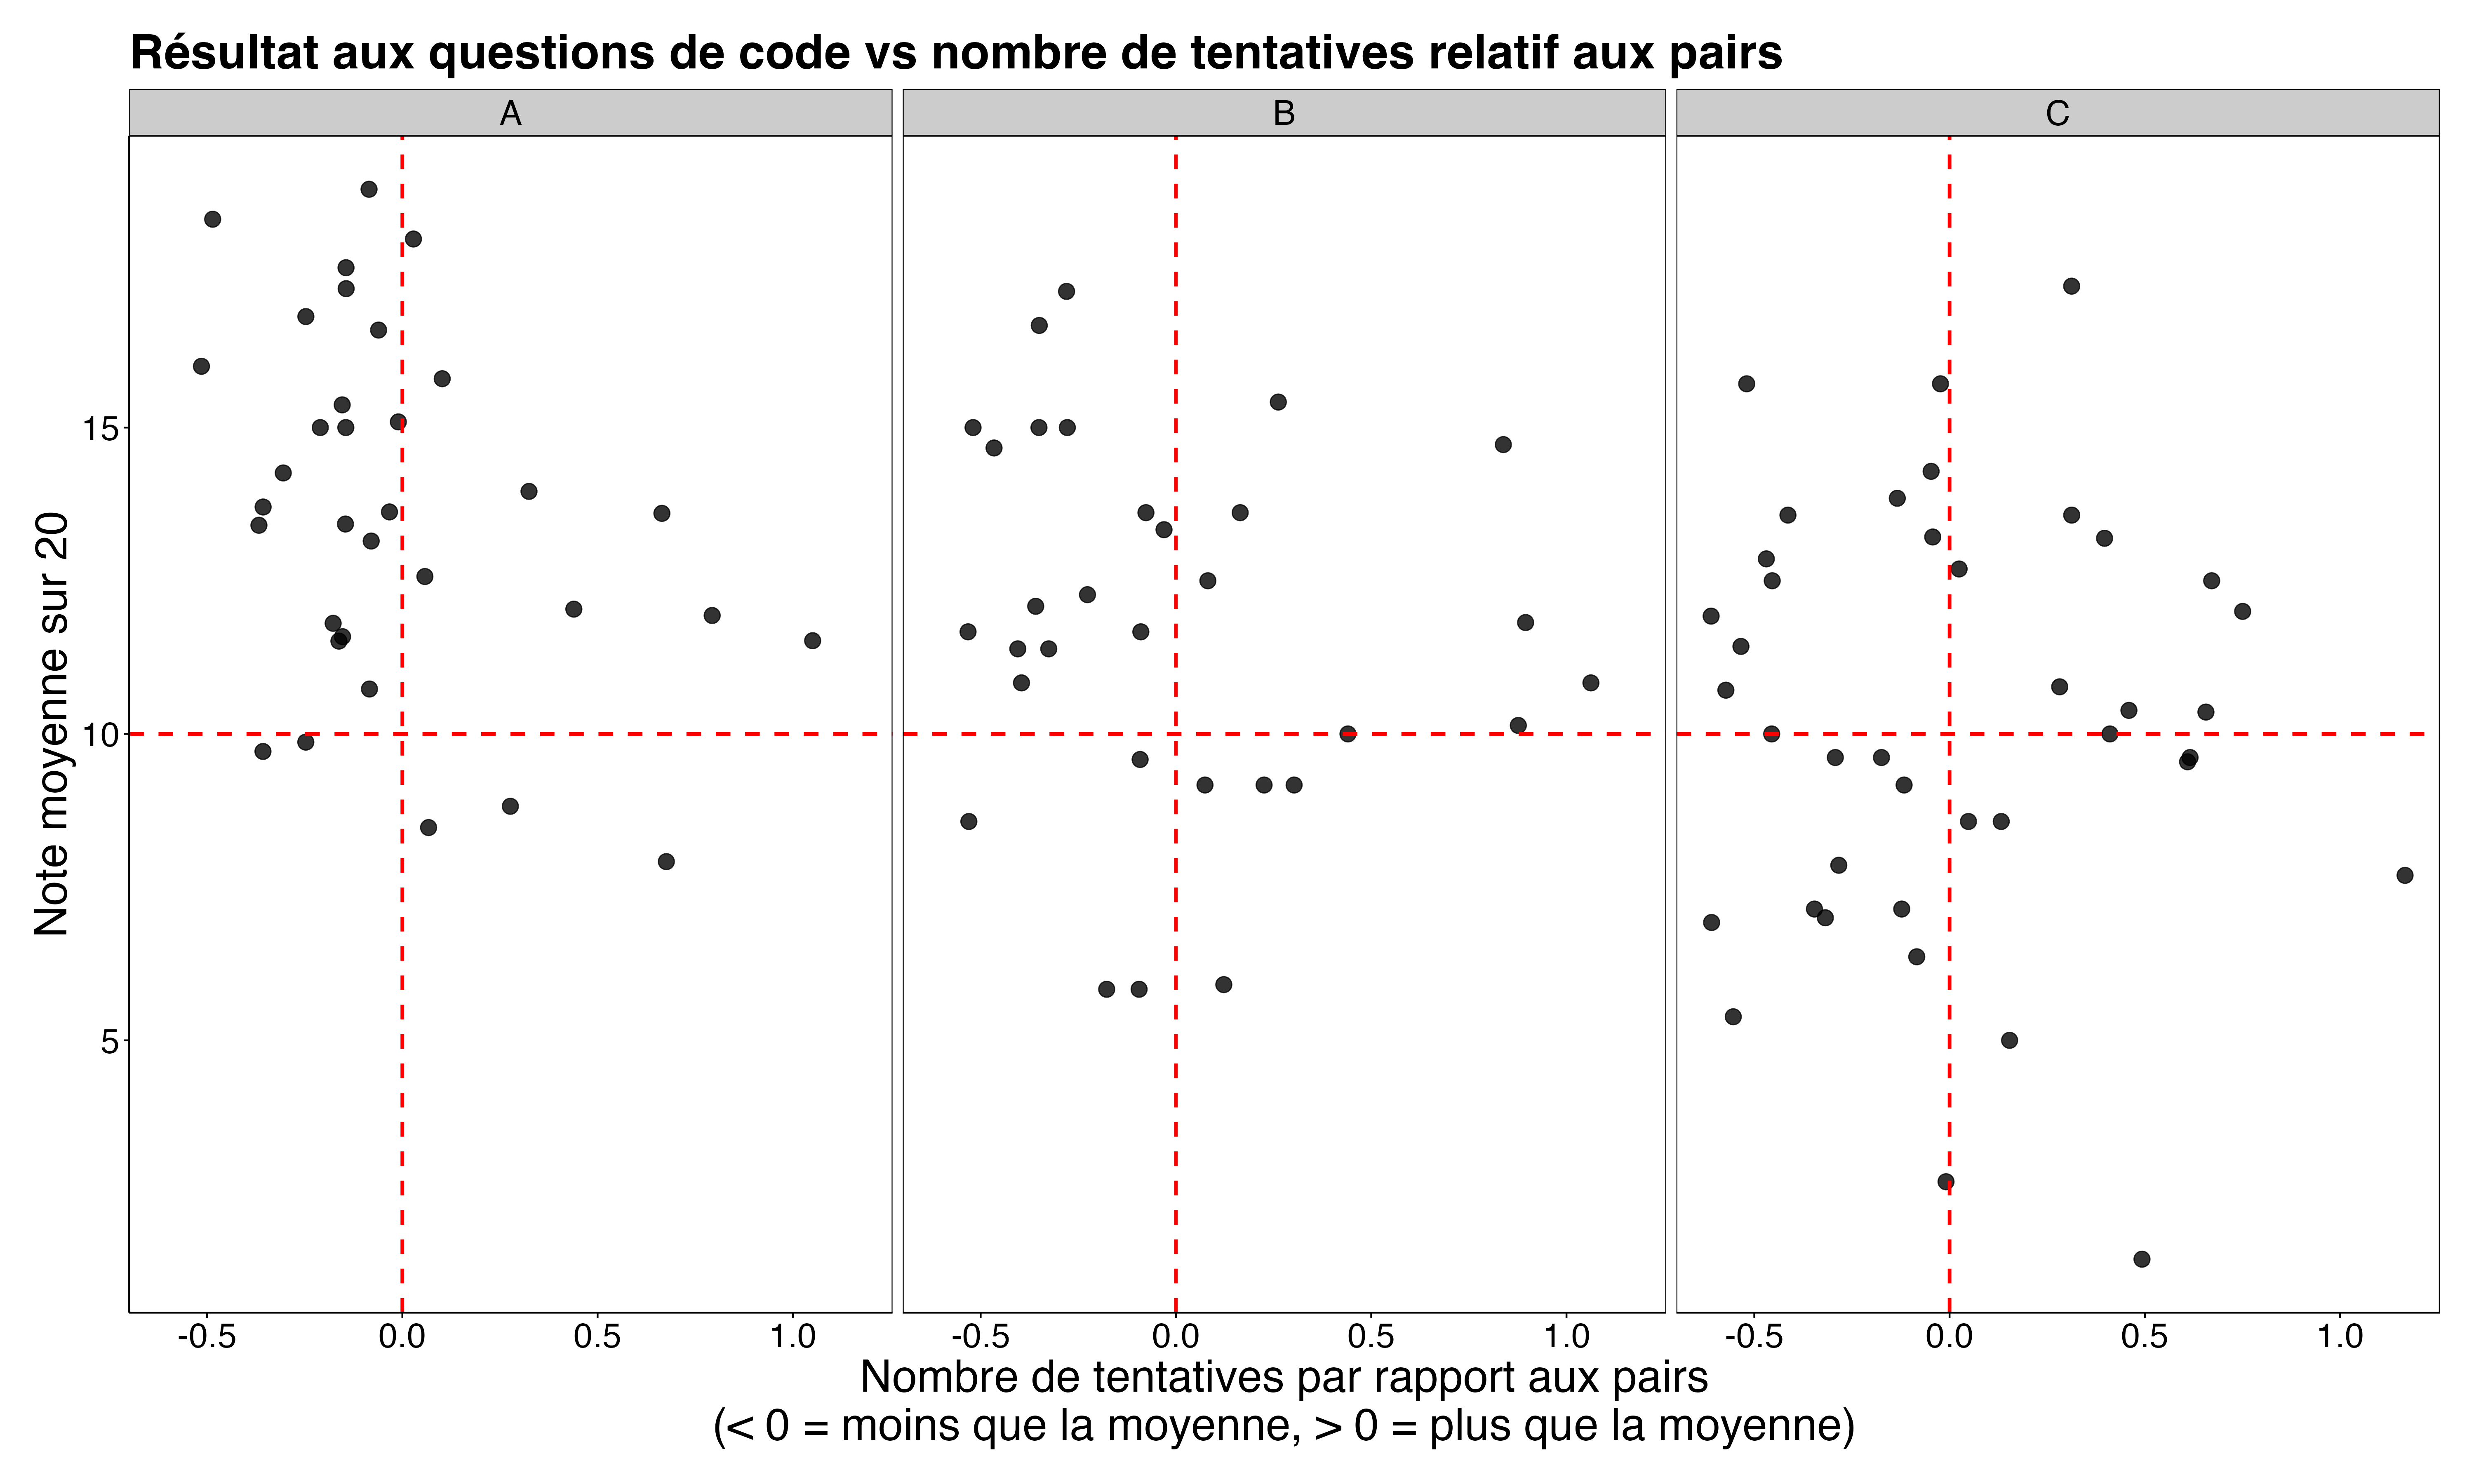 Résultat aux questions de code vs nombre de tentatives relatif aux pairs
A B C
Note moyenne sur 20
15
10
5
-0.5 0.0 0.5 1.0 -0.5 0.0 0.5 1.0 -0.5 0.0 0.5 1.0
Nombre de tentatives par rapport aux pairs
(< 0 = moins que la moyenne, > 0 = plus que la moyenne)